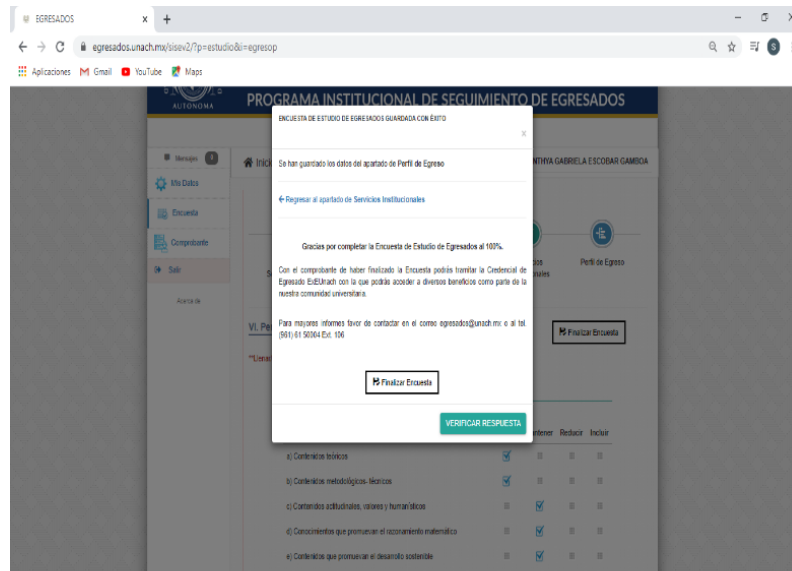 EGRESADOS
egresados.unach.mx/sisev2/?p=estudio&i=egresop
S
Aplicaciones Gmail YouTube Maps
AUTONOMA
PROGRAMA INSTITUCIONAL DE SEGUIMIENTO DE EGRESADOS
ENCUESTA DE ESTUDIO DE EGRESADOS GUARDADA CON ÉXITO
x
Mensajes
Inici
NTHYA GABRIELA ESCOBAR GAMBOA
Se han guardado los datos del apartado de Perfil de Egreso
Mis Datos
Encuesta
Regresar al apartado de Servicios Institucionales
Comprobante
Gracias por completar la Encuesta de Estudio de Egresados al 100%.
Perfil de Egreso
Salir
Con el comprobante de haber finalizado la Encuesta podrás tramitar la Credencial de
Egresado ExEUnach con la que podrás acceder a diversos beneficios como parte de la
nuestra comunidad universitaria.
Acerca de
VI. Pe
Para mayores informes favor de contactar en el correo egresados@unach.mx o al tel.
(961) 61 50004 Ext. 106
Finalizar Encuesta
**Llena
Finalizar Encuesta
VERIFICAR RESPUESTA
ntener Reducir Incluir
a) Contenidos teóricos
b) Contenidos metodológicos- técnicos
c) Contenidos actitudinales, valores y humanísticos
d) Conocimientos que promuevan el razonamiento matemático
e) Contenidos que promuevan el desarrollo sostenible